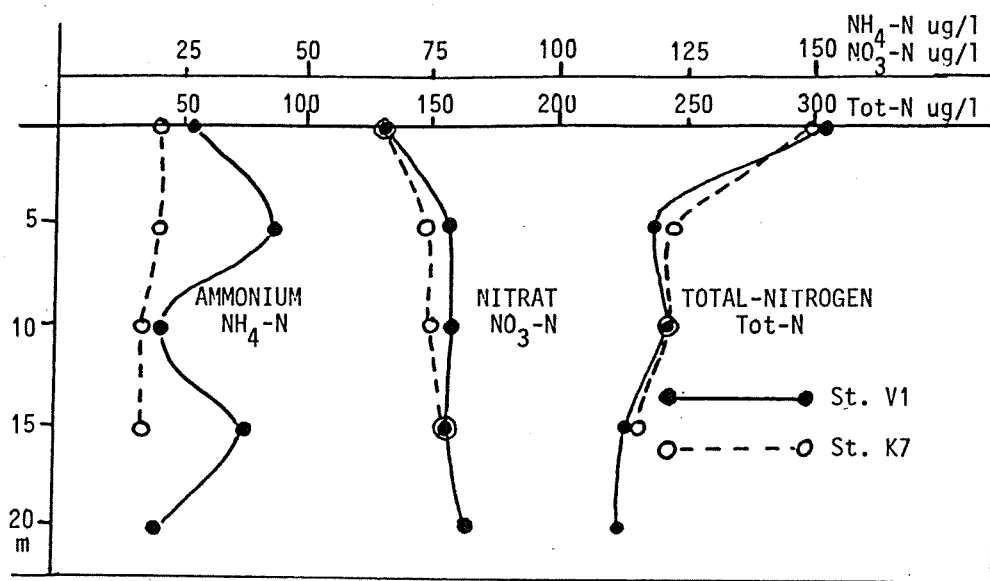 NH4-N ug/l
25 75 100 125 150 NO3-N ug/l
50 100 150 200 250 300 Tot-N ug/l
5
AMMONIUM
NH4-N
NITRAT
NO3-N
TOTAL-NITROGEN
Tot-N
10
St. V1
15
St. K7
20
m